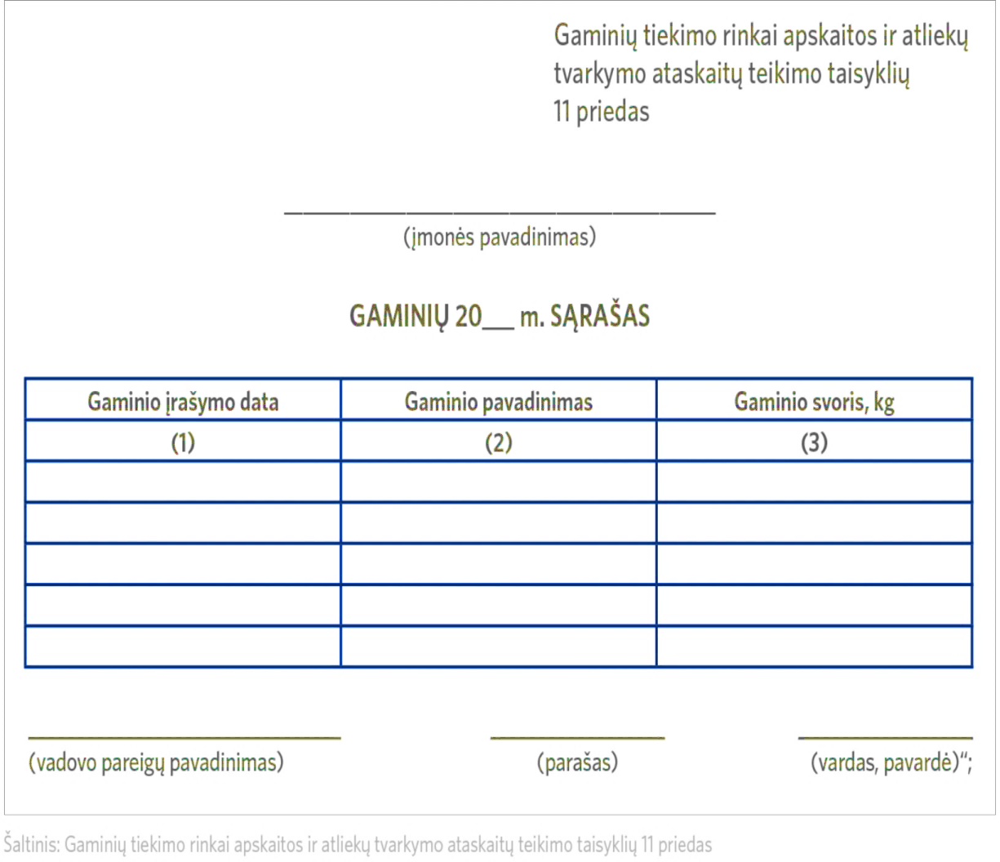 Gaminių tiekimo rinkai apskaitos ir atliekų
tvarkymo ataskaitų teikimo taisyklių
11 priedas
(įmonės pavadinimas)
GAMINIŲ 20___ m. SĄRAŠAS
Gaminio įrašymo data Gaminio pavadinimas Gaminio svoris, kg
(1) (2) (3)
(vadovo pareigų pavadinimas) (parašas) (vardas, pavardė)“;
Šaltinis: Gaminių tiekimo rinkai apskaitos ir atliekų tvarkymo ataskaitų teikimo taisyklių 11 priedas